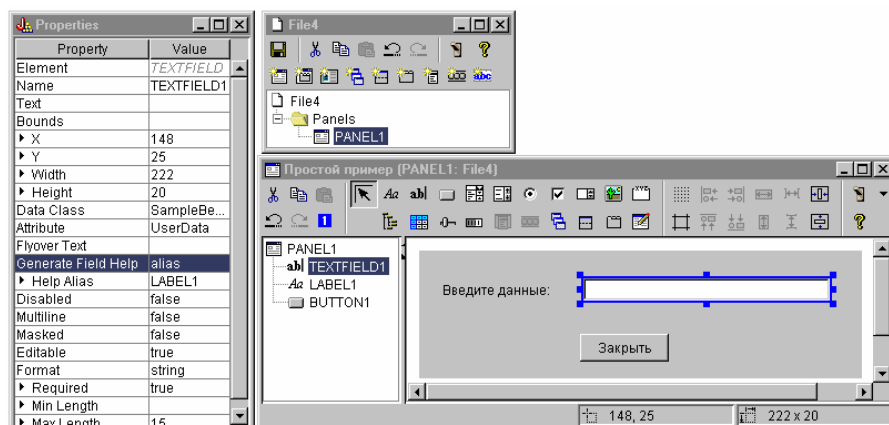 Properties
Property Value
Element TEXTFIELD
Name TEXTFIELD1
Text
Bounds
X 148
Y 25
Width 222
Height 20
Data Class SampleBe...
Attribute UserData
Flyover Text
Generate Field Help alias
Help Alias LABEL1
Disabled false
Multiline false
Masked false
Editable true
Format string
Required true
Min Length
Max Length 15
File4
File4
Panels
PANEL1
Простой пример (PANEL1: File4)
PANEL1
TEXTFIELD1
LABEL1
BUTTON1
Введите данные:
Закрыть
148, 25 222 x 20